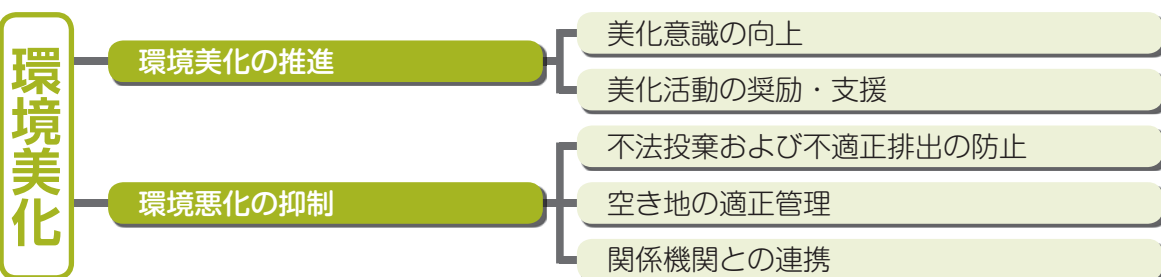 環境美化
環境美化の推進
美化意識の向上
美化活動の奨励・支援
環境悪化の抑制
不法投棄および不適正排出の防止
空き地の適正管理
関係機関との連携